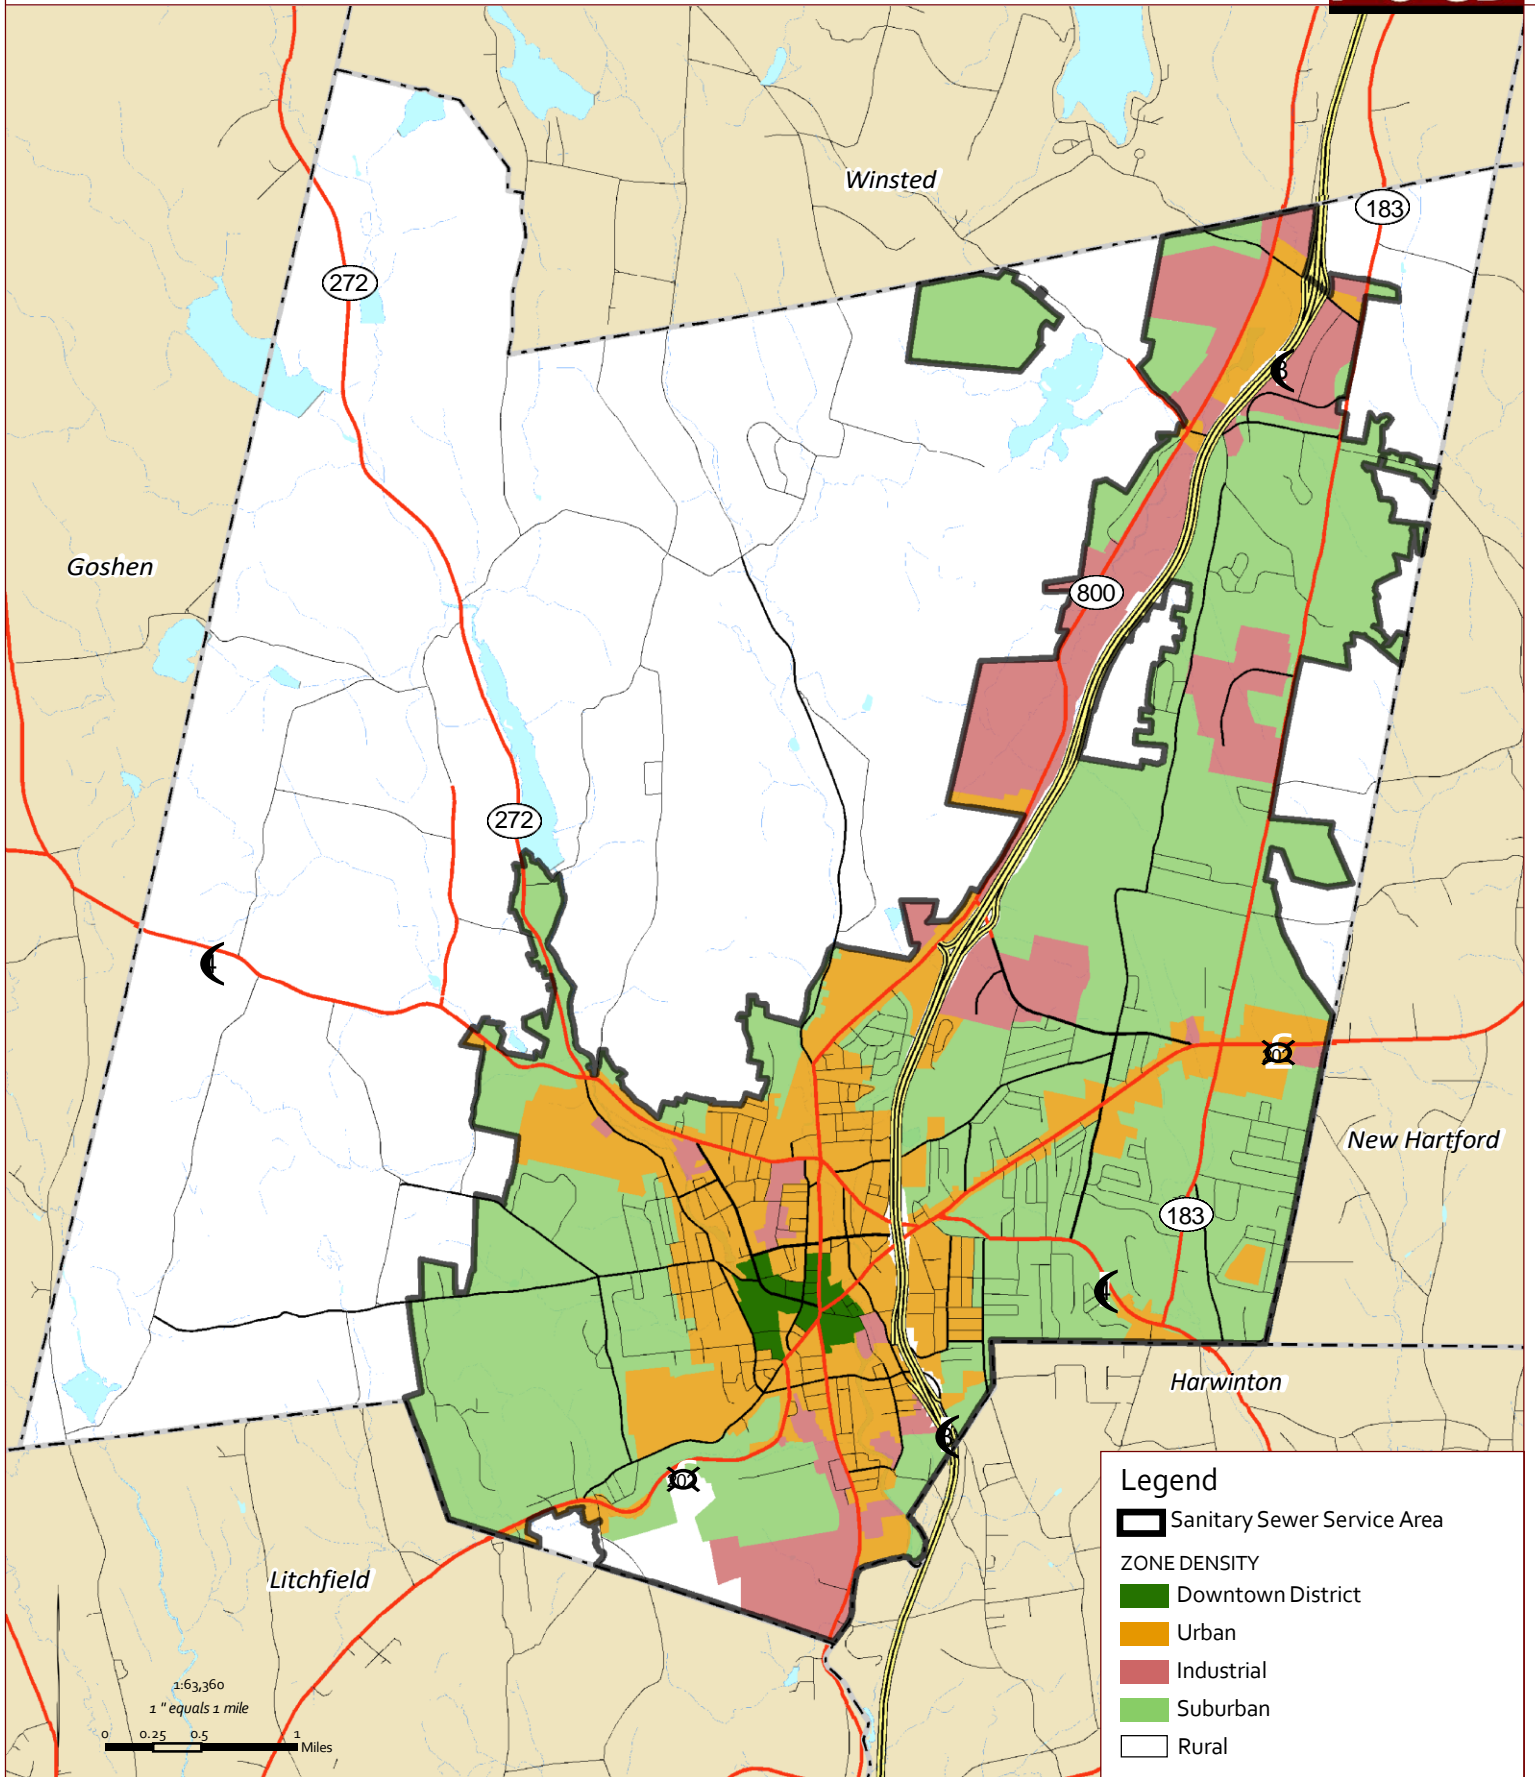 Winsted
183
272
Goshen
800
272
New Hartford
183
Harwinton
Litchfield
Legend
Sanitary Sewer Service Area
ZONE DENSITY
Downtown District
Urban
Industrial
Suburban
Rural
1:63,360
1 " equals 1 mile
0 0.25 0.5 1
Miles